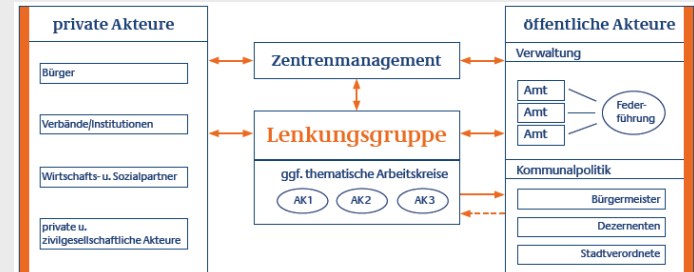 private Akteure
Bürger
Verbände/Institutionen
Wirtschafts- u. Sozialpartner
private u.
zivilgesellschaftliche Akteure
Zentrenmanagement
Lenkungsgruppe
ggf. thematische Arbeitskreise
AK1
AK2
AK3
öffentliche Akteure
Verwaltung
Amt
Amt
Amt
Feder-
führung
Kommunalpolitik
Bürgermeister
Dezernenten
Stadtverordnete